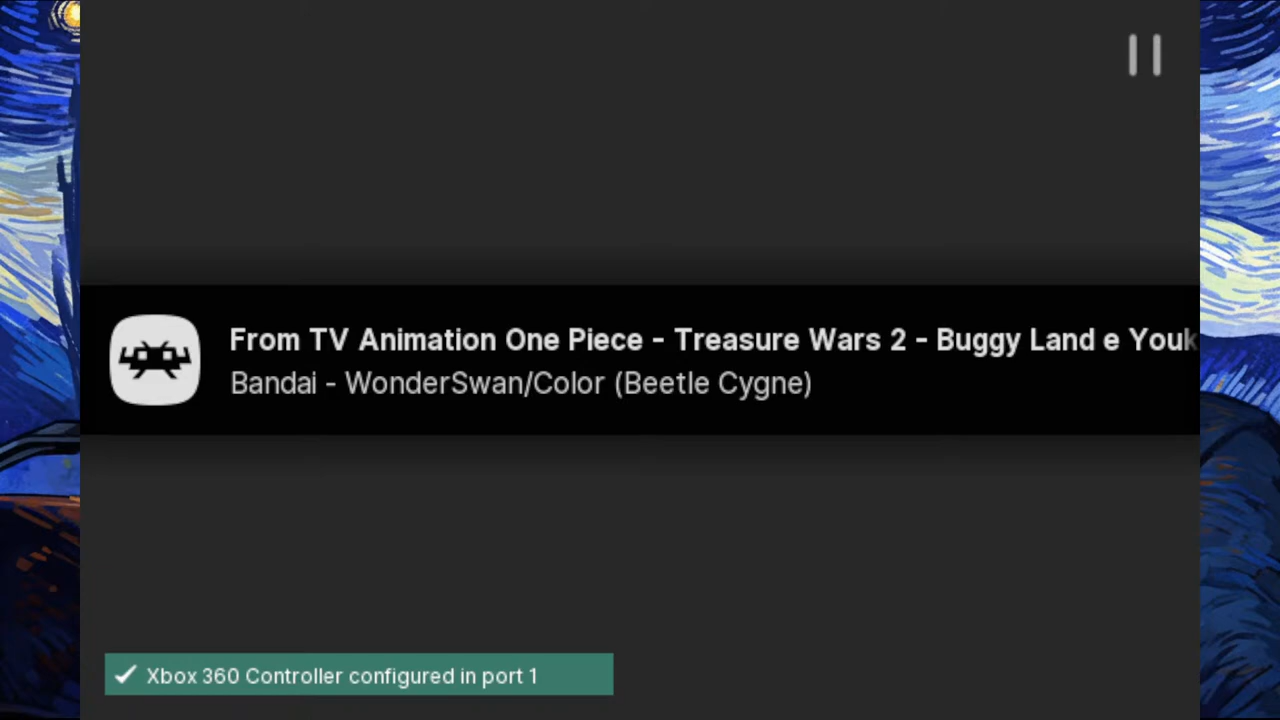 From TV Animation One Piece - Treasure Wars 2 - Buggy Land e Youk
Bandai - WonderSwan/Color (Beetle Cygne)
Xbox 360 Controller configured in port 1